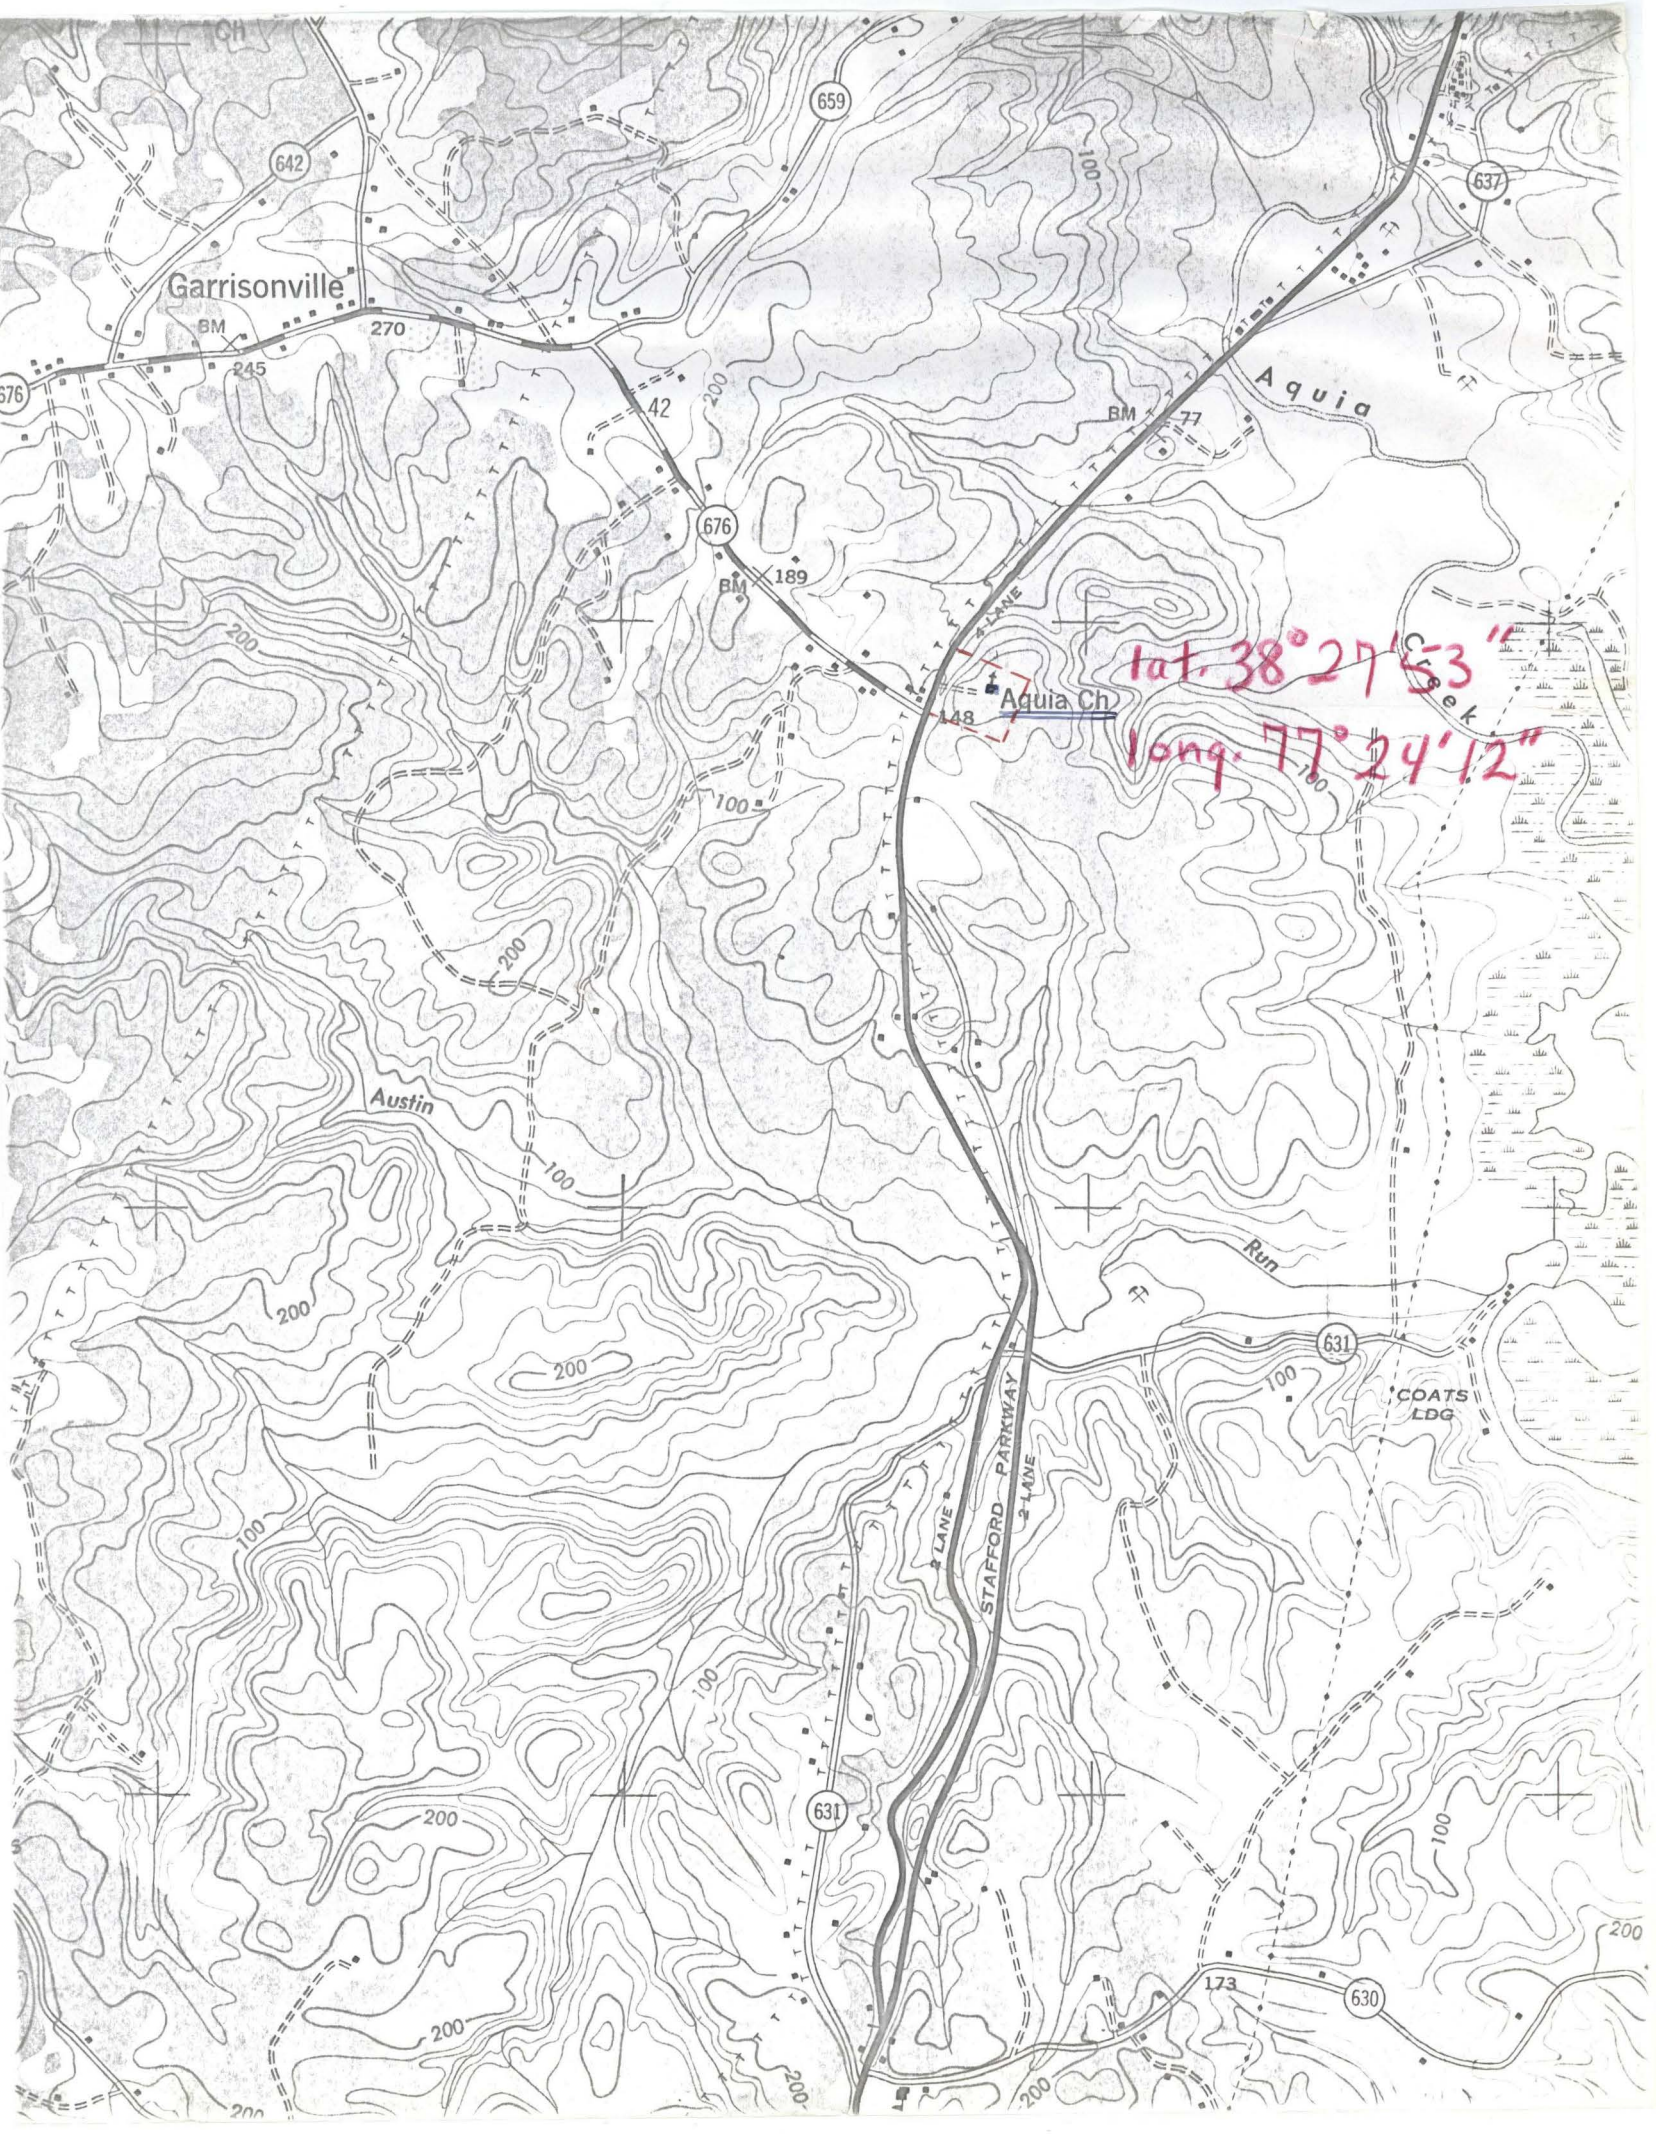 Ch
659
642
100
637
Garrisonville
BM
270
245
676
42
200
Aquia
BM
77
676
BM
189
4-LANE
200
lat. 38° 27' 53"
Creek
Aquia Ch
148
long. 77° 24' 12"
100
100
200
Austin
100
Run
200
200
631
100
COATS
LDG
STAFFORD PARKWAY
2 LANE
2 LANE
100
100
631
200
100
200
173
630
200
200
200
200